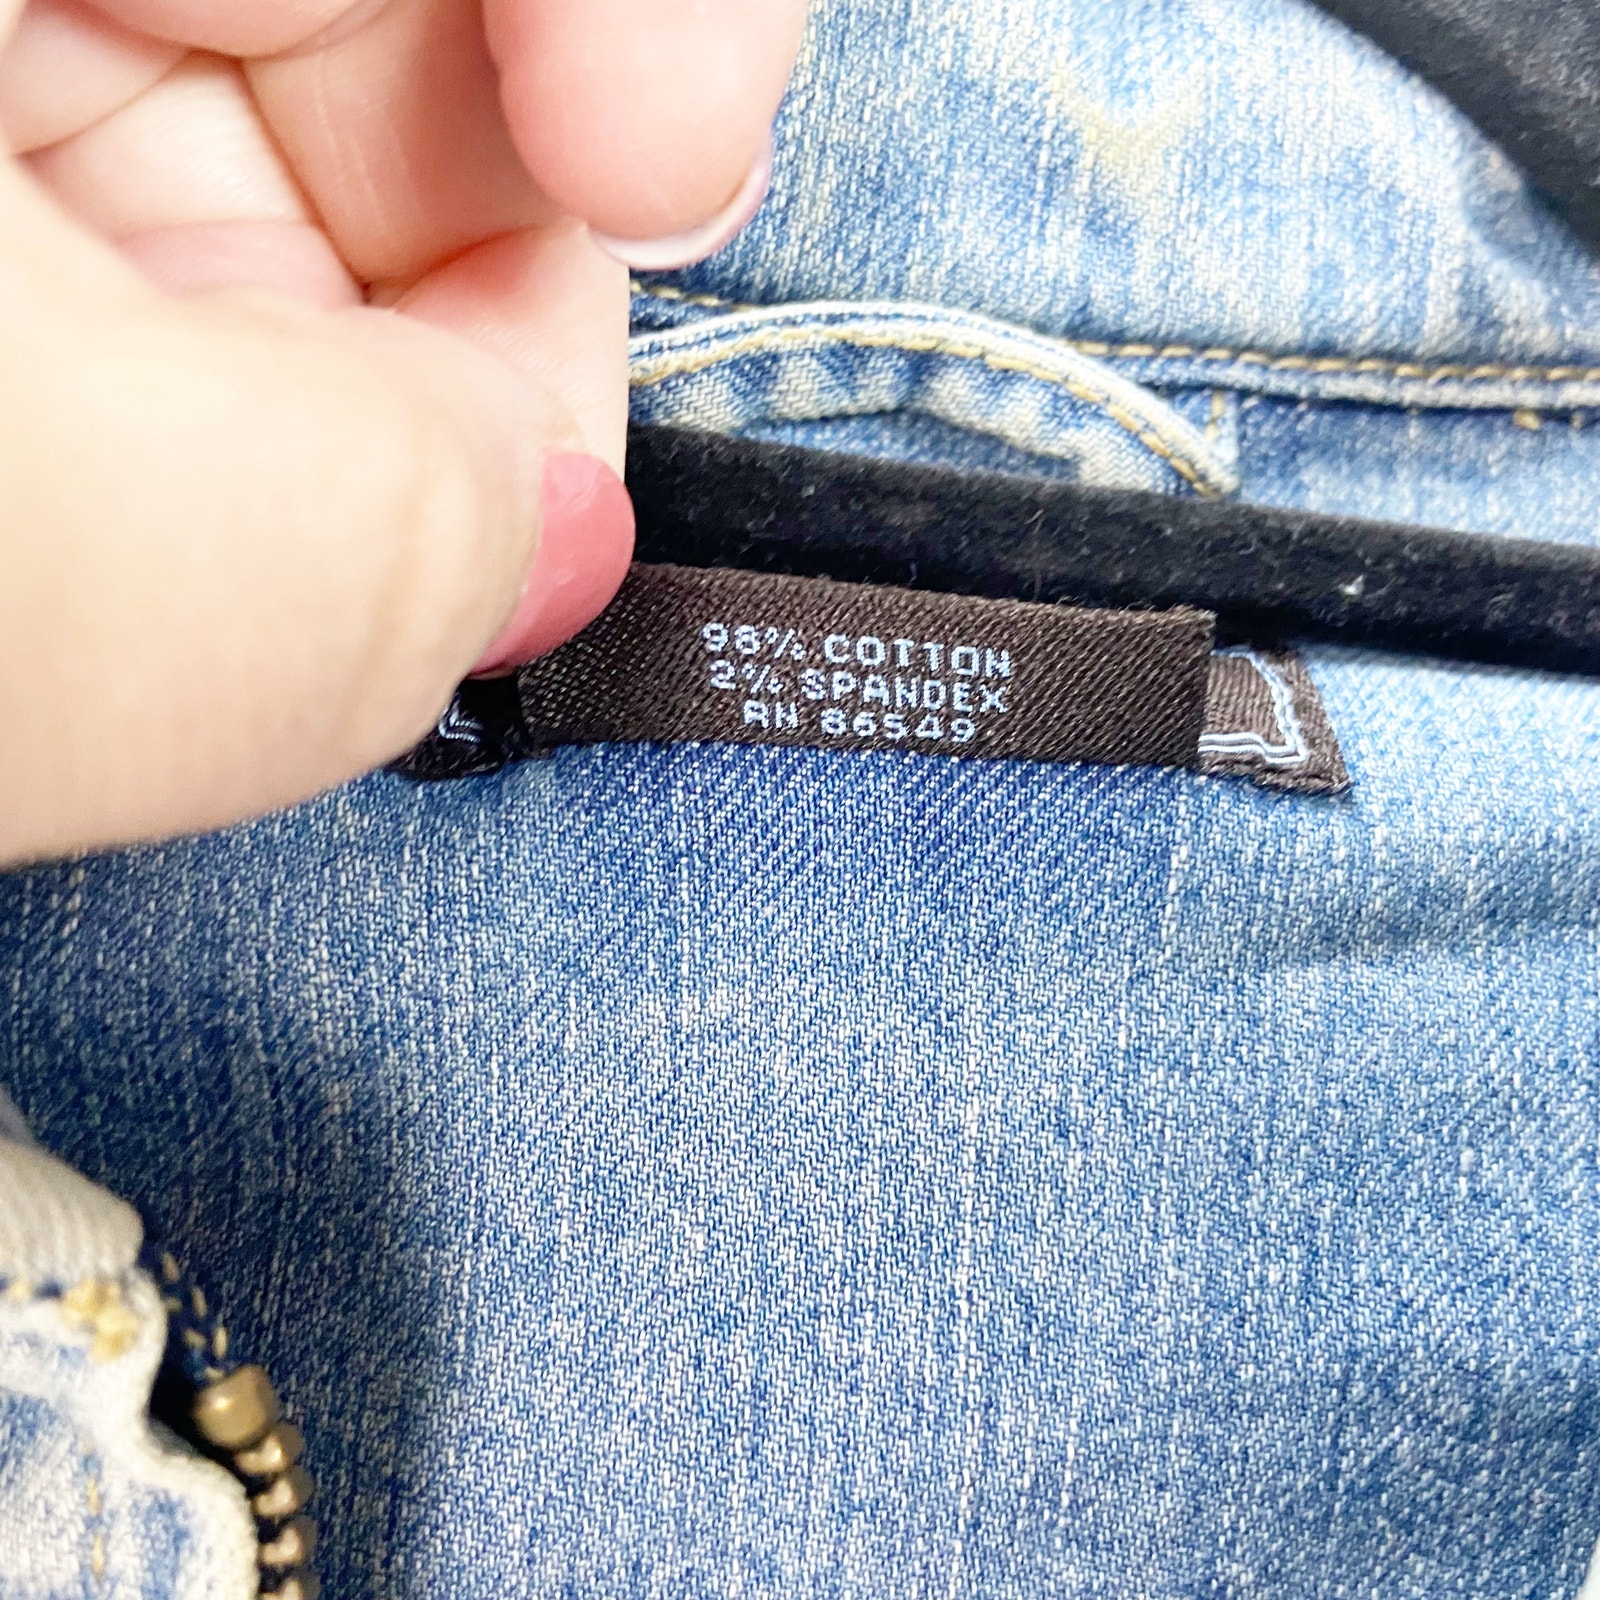 98% COTTON
2% SPANDEX
RN 86549